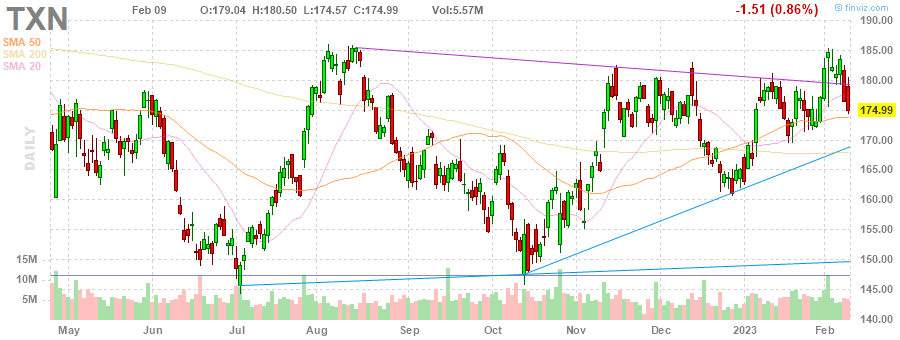 TXN
Feb 09 O:179.04 H:180.50 L:174.57 C:174.99 Vol:5.57M -1.51 (0.86%)
© finviz.com
SMA 50
SMA 200
SMA 20
DAILY
190.00
185.00
180.00
174.99
170.00
165.00
160.00
155.00
150.00
145.00
140.00
15M
10M
5M
May Jun Jul Aug Sep Oct Nov Dec 2023 Feb